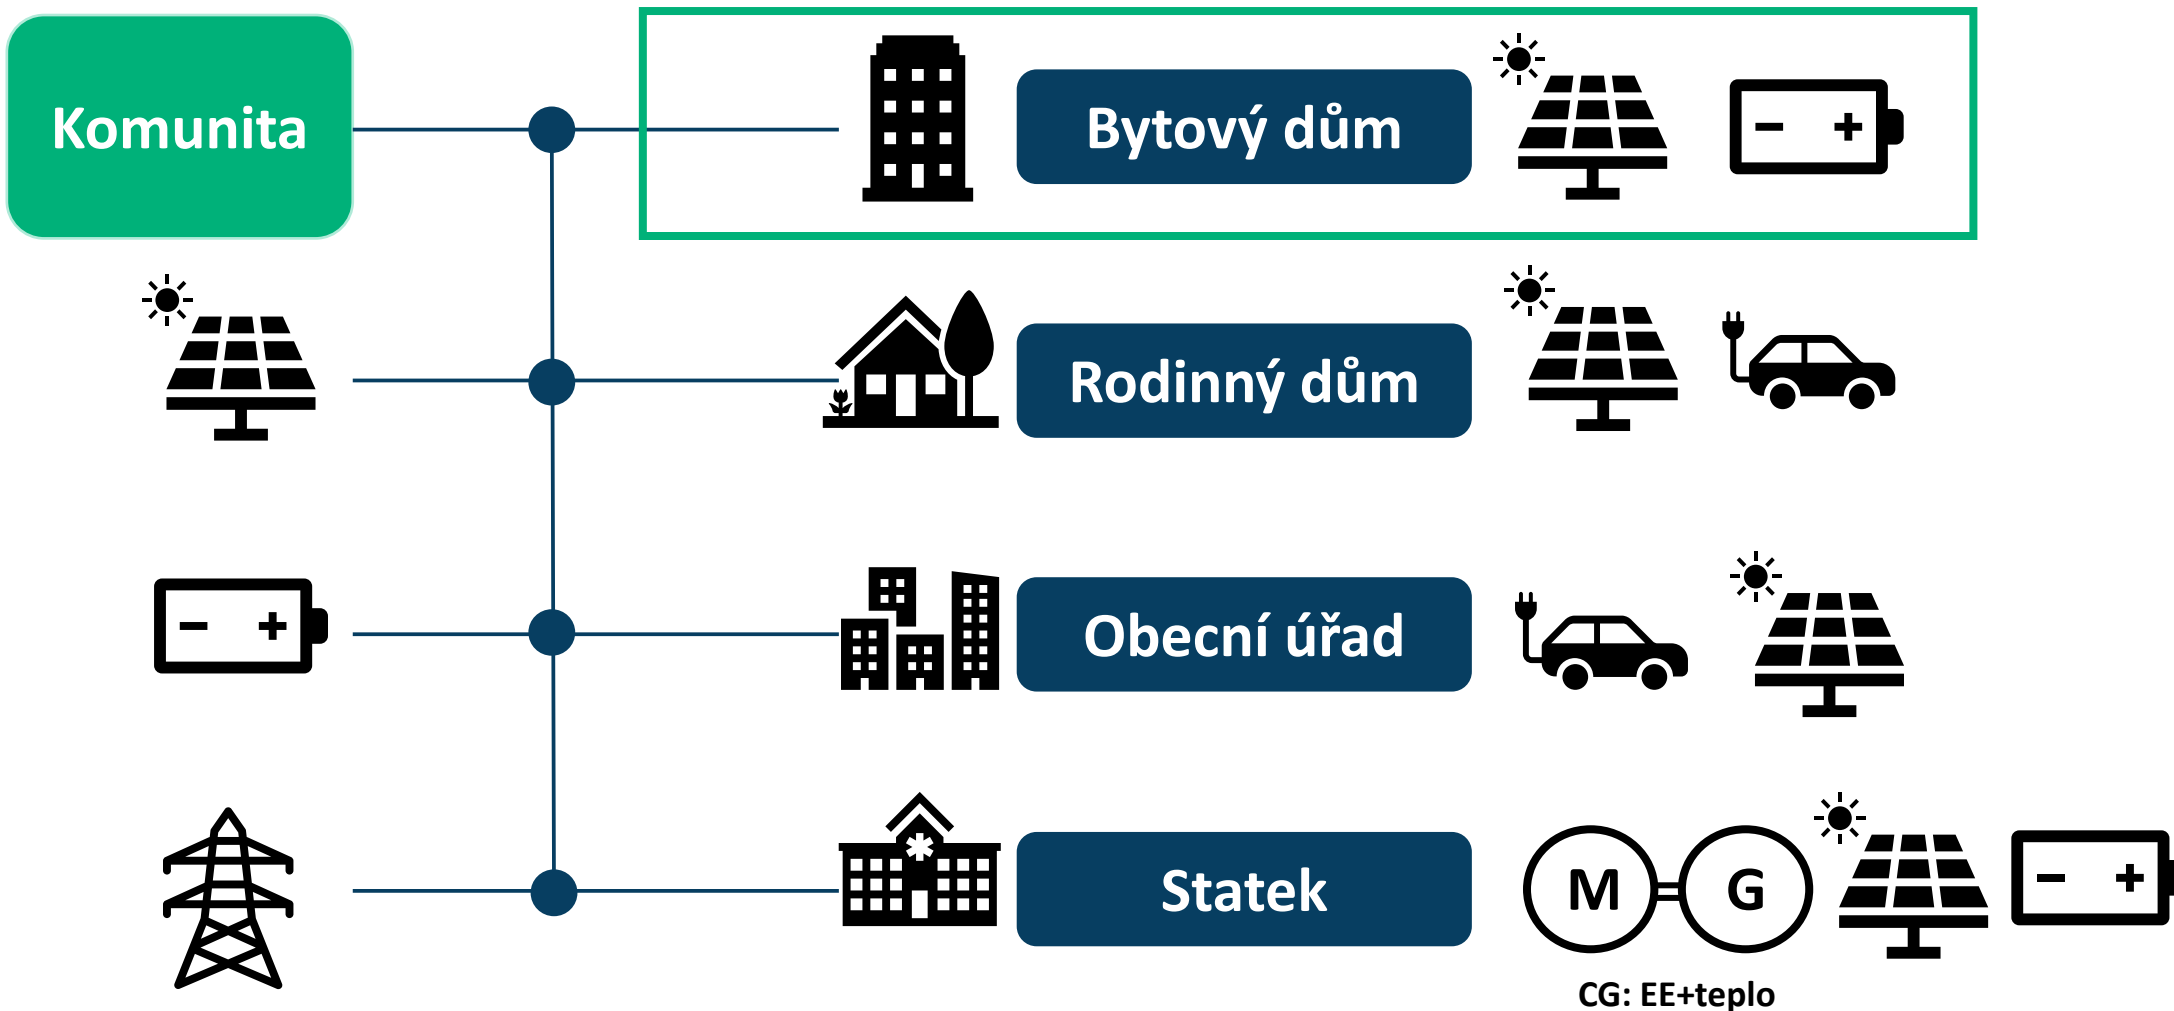 Komunita
Bytový dům
Rodinný dům
Obecní úřad
Statek
M G
CG: EE+teplo